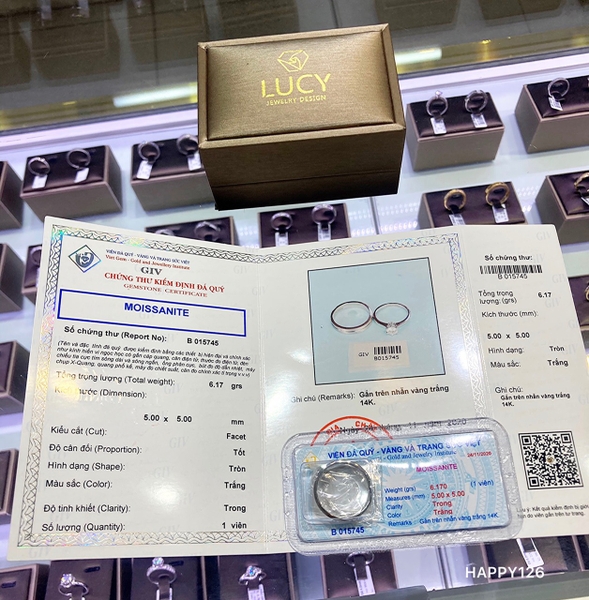 LUCY
JEWELRY DESIGN
VIỆN ĐÁ QUÝ - VÀNG VÀ TRANG SỨC VIỆT
Viet Gem - Gold and Jewellery Institute
GIV
CHỨNG THƯ KIỂM ĐỊNH ĐÁ QUÝ
GEMSTONE CERTIFICATE
MOISSANITE
Số chứng thư (Report No): B 015745
Tổng trọng lượng (Total weight): 6.17 grs
Kích thước (Dimension):
5.00 x 5.00 mm
Kiểu cắt (Cut): Facet
Độ cân đối (Proportion): Tốt
Hình dạng (Shape): Tròn
Màu sắc (Color): Trắng
Độ tinh khiết (Clarity): Trong
Số lượng (Quantity): 1 viên
GIV
B015745
Ghi chú (Remarks): Gắn trên nhẫn vàng trắng
14K.
Số chứng thư:
B 015745
Tổng trọng
lượng: (grs) 6.17
Kích thước (mm):
5.00 x 5.00
Hình dạng: Tròn
Màu sắc: Trắng
Ghi chú:
Gắn trên nhẫn vàng trắng
14K.
VIỆN ĐÁ QUÝ - VÀNG VÀ TRANG SỨC VIỆT
Gold and Jewelry Institute
MOISSANITE
Weight (grs) 6.170 (1 viên)
Measures (mm) 5.00 x 5.00
Clarity Trong
Color Trắng
Remarks Gắn trên nhẫn vàng trắng 14K.
B 015745
HAPPY126